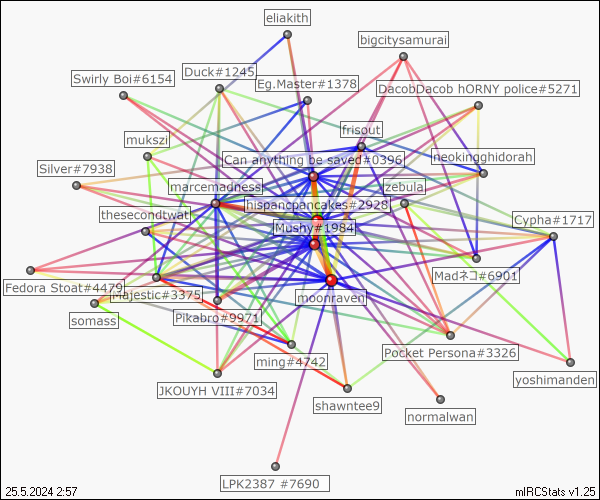 eliakith
bigcitysamurai
Duck#1245
Swirly Boi#6154
Eg.Master#1378
DacobDacob hORNY police#5271
frisout
mukszi
Can anything be saved#0396
neokingghidorah
Silver#7938
marcemadness
zebula
hispancpancakes#2928
thesecondtwat
Cypha#1717
Mushy#1984
Madネコ#6901
Fedora Stoat#4479
Majestic#3375
moonraven
somass
Pikabro#9971
Pocket Persona#3326
ming#4742
yoshimanden
JKOUYH VIII#7034
shawntee9
normalwan
LPK2387 #7690
25.5.2024 2:57
mIRCStats v1.25